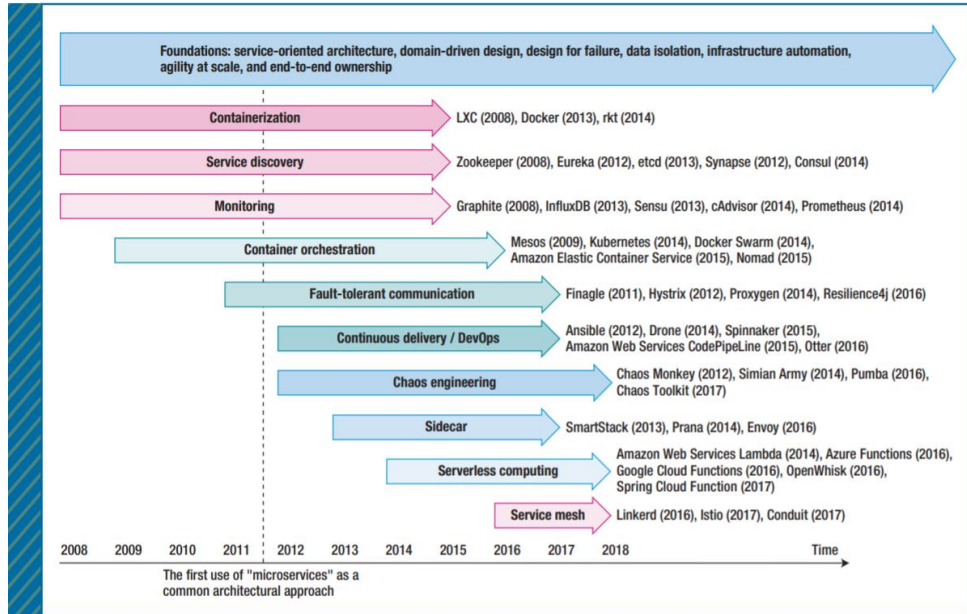 Foundations: service-oriented architecture, domain-driven design, design for failure, data isolation, infrastructure automation,
agility at scale, and end-to-end ownership
Containerization
LXC (2008), Docker (2013), rkt (2014)
Service discovery
Zookeeper (2008), Eureka (2012), etcd (2013), Synapse (2012), Consul (2014)
Monitoring
Graphite (2008), InfluxDB (2013), Sensu (2013), cAdvisor (2014), Prometheus (2014)
Container orchestration
Mesos (2009), Kubernetes (2014), Docker Swarm (2014),
Amazon Elastic Container Service (2015), Nomad (2015)
Fault-tolerant communication
Finagle (2011), Hystrix (2012), Proxygen (2014), Resilience4j (2016)
Continuous delivery / DevOps
Ansible (2012), Drone (2014), Spinnaker (2015),
Amazon Web Services CodePipeLine (2015), Otter (2016)
Chaos engineering
Chaos Monkey (2012), Simian Army (2014), Pumba (2016),
Chaos Toolkit (2017)
Sidecar
SmartStack (2013), Prana (2014), Envoy (2016)
Serverless computing
Amazon Web Services Lambda (2014), Azure Functions (2016),
Google Cloud Functions (2016), OpenWhisk (2016),
Spring Cloud Function (2017)
Service mesh
Linkerd (2016), Istio (2017), Conduit (2017)
2008 2009 2010 2011 2012 2013 2014 2015 2016 2017 2018 Time
The first use of "microservices" as a
common architectural approach